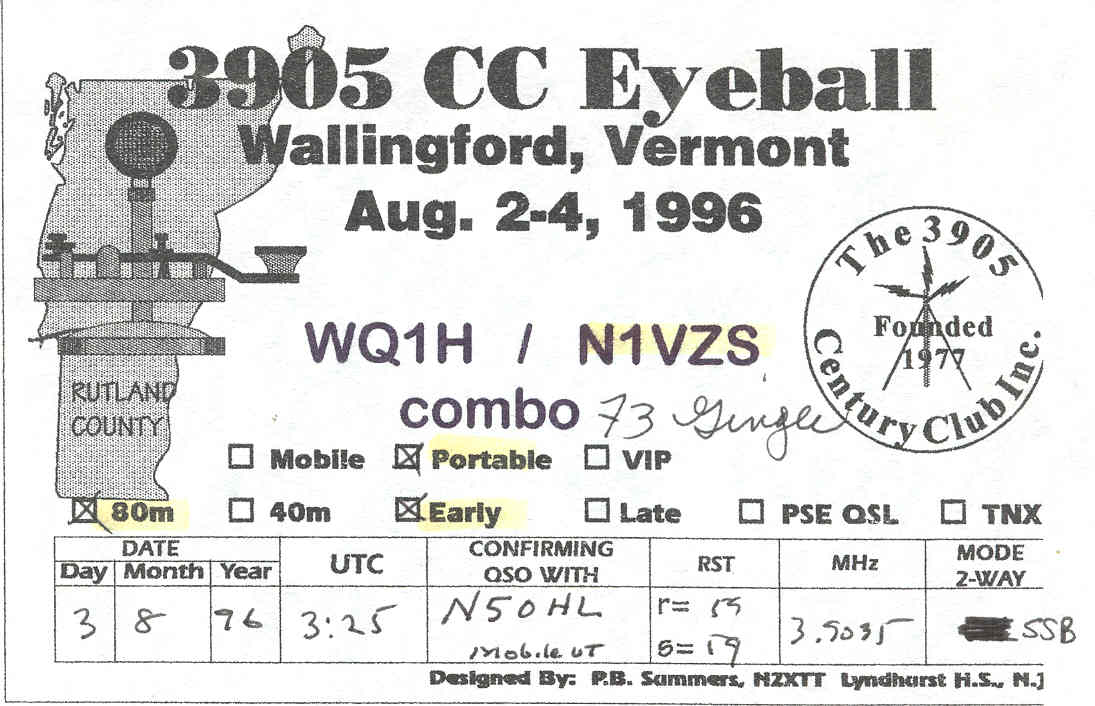 3905 CC Eyeball
Wallingford, Vermont
Aug. 2-4, 1996
The 3905
Century Club Inc.
Founded
1977
WQ1H / N1VZS
combo 73 Gingle
RUTLAND
COUNTY
☐ Mobile ☒ Portable ☐ VIP
☒ 80m ☐ 40m ☒ Early ☐ Late ☐ PSE QSL ☐ TNX
DATE
Day Month Year
UTC
CONFIRMING
QSO WITH
RST
MHz
MODE
2-WAY
3 8 96
3:25
N5OHL
Mobile UT
r= 59
s= 59
3.9035
SSB
Designed By: P.B. Summers, N2XTT Lyndhurst H.S., N.J